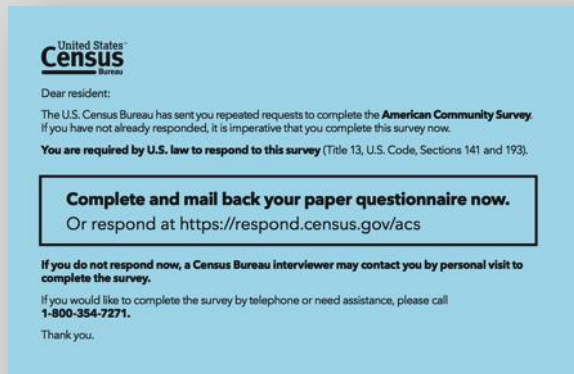 United States™
Census
Bureau
Dear resident:
The U.S. Census Bureau has sent you repeated requests to complete the American Community Survey.
If you have not already responded, it is imperative that you complete this survey now.
You are required by U.S. law to respond to this survey (Title 13, U.S. Code, Sections 141 and 193).
Complete and mail back your paper questionnaire now.
Or respond at https://respond.census.gov/acs
If you do not respond now, a Census Bureau interviewer may contact you by personal visit to
complete the survey.
If you would like to complete the survey by telephone or need assistance, please call
1-800-354-7271.
Thank you.